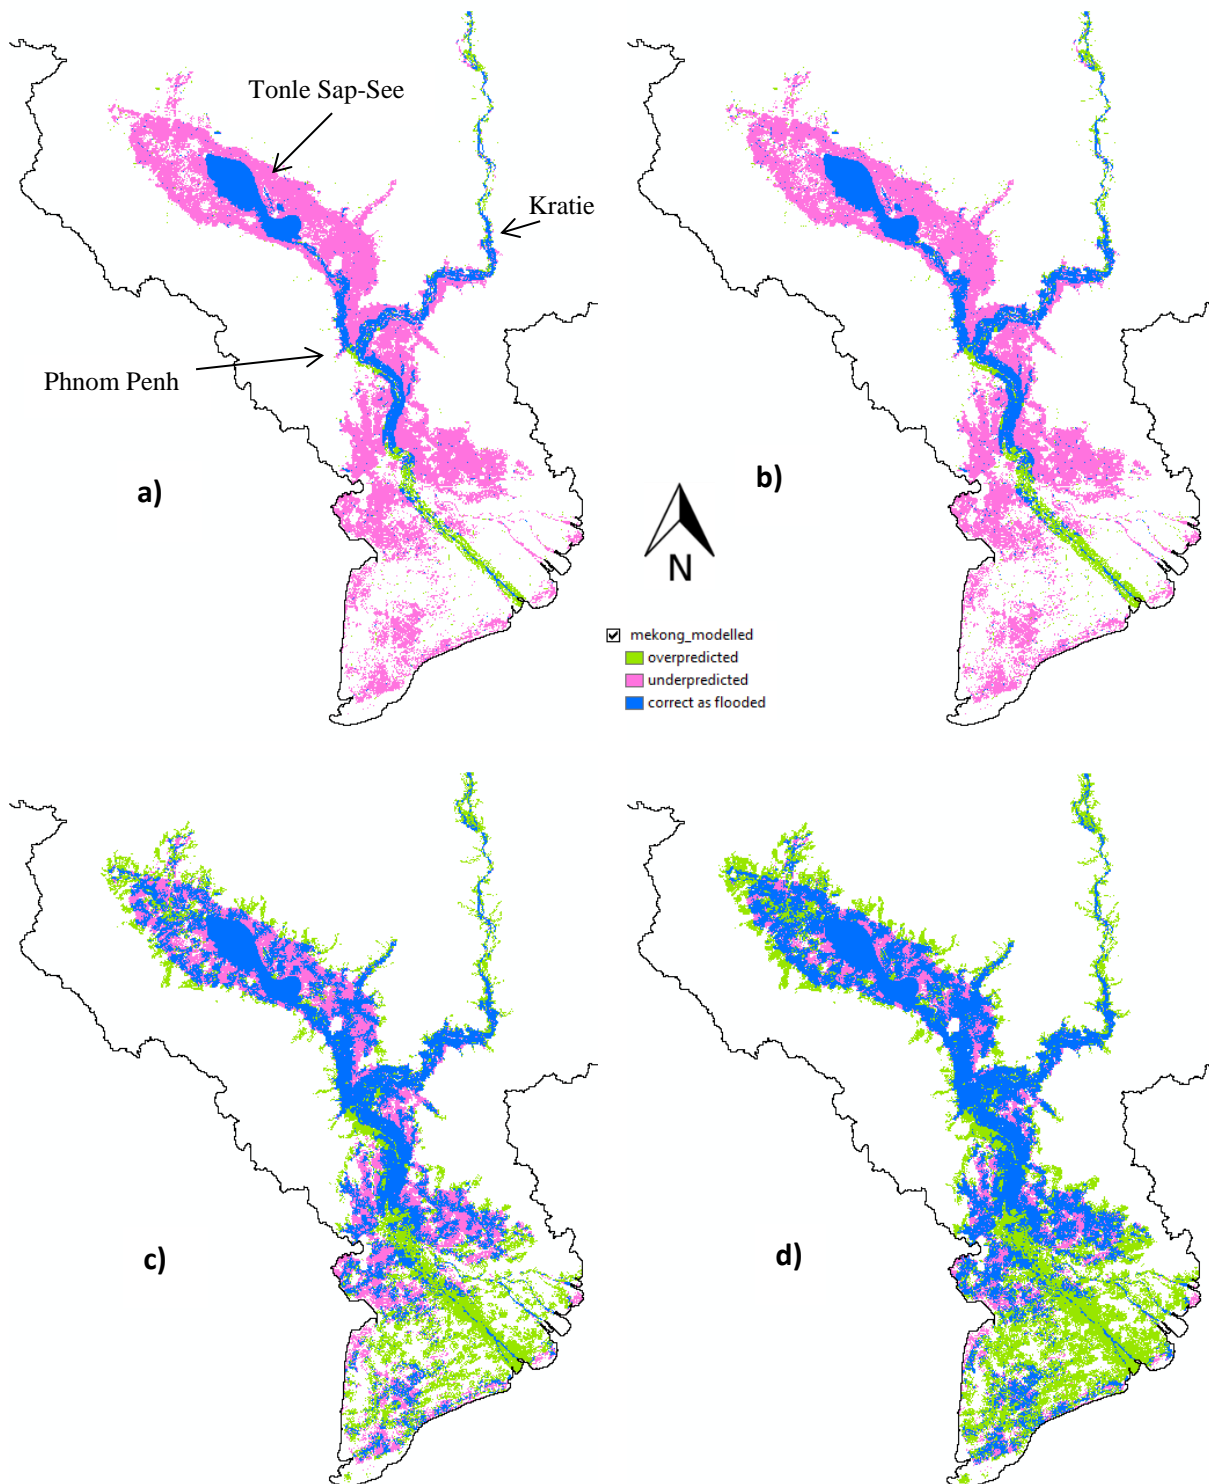 Tonle Sap-See
Kratie
Phnom Penh
a)
b)
N
mekong_modelled
overpredicted
underpredicted
correct as flooded
c)
d)